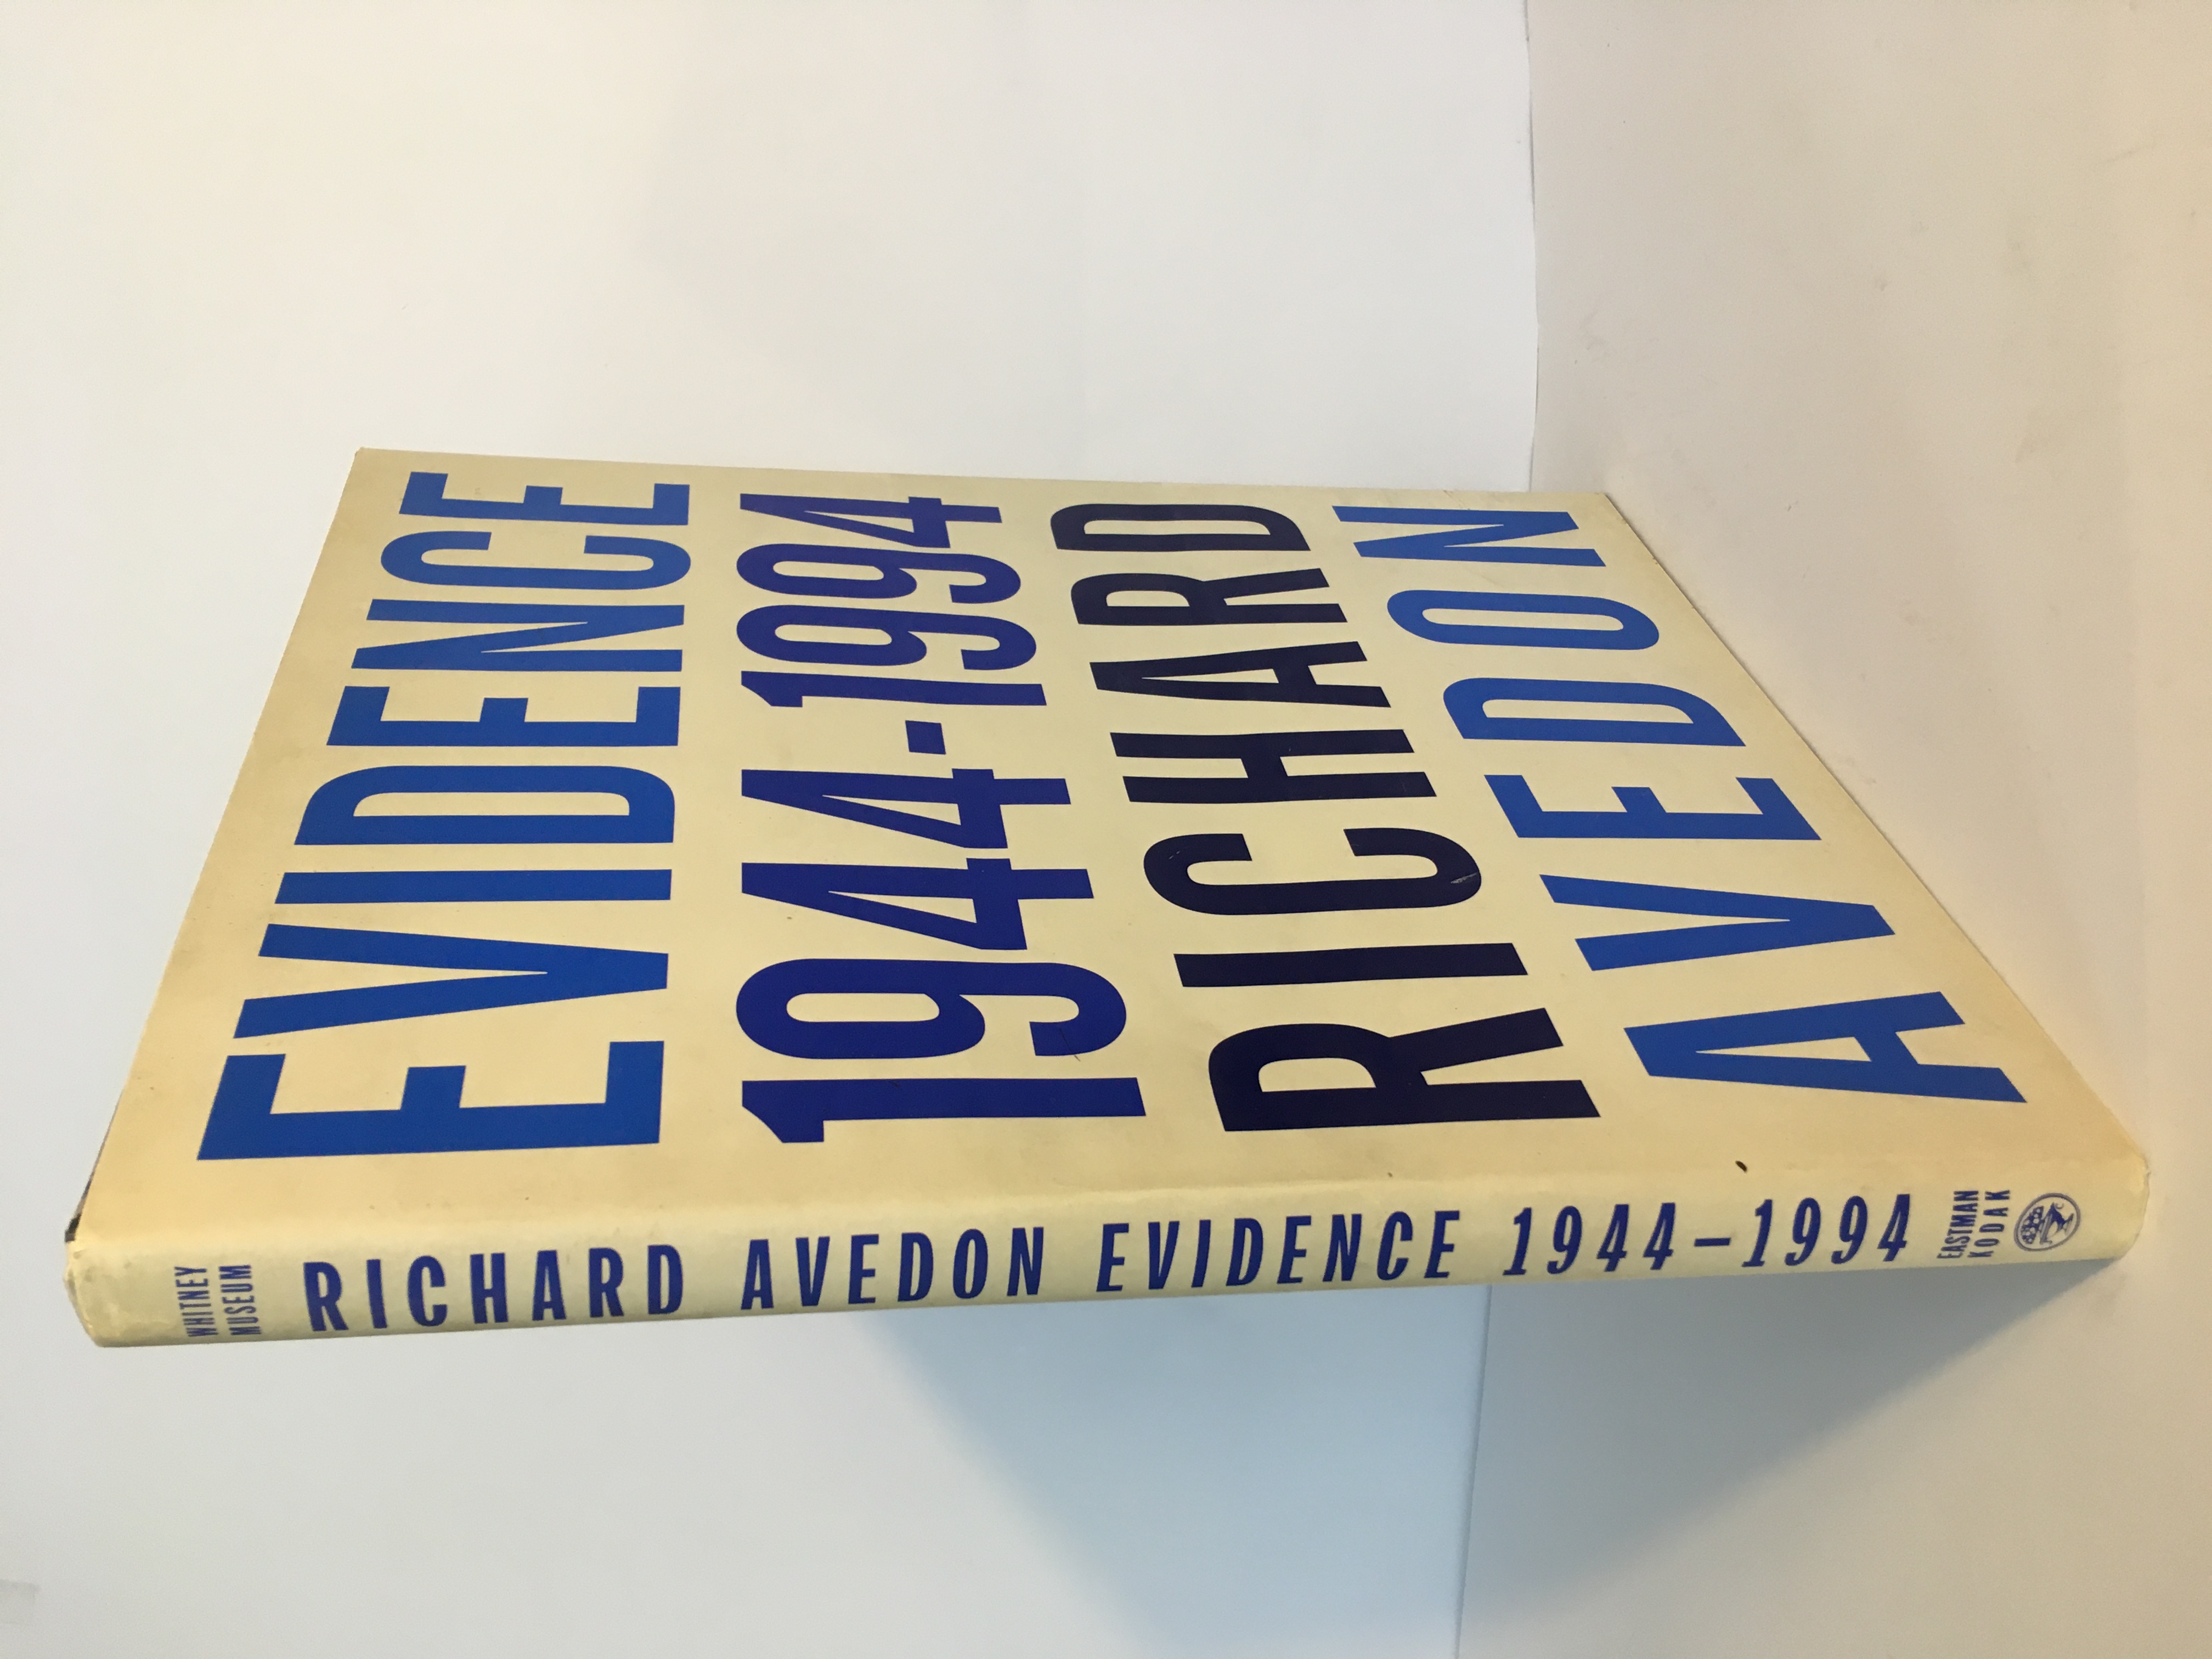 EVIDENCE
1944-1994
RICHARD
AVEDON
WHITNEY
MUSEUM
RICHARD AVEDON EVIDENCE 1944–1994
EASTMAN
KODAK